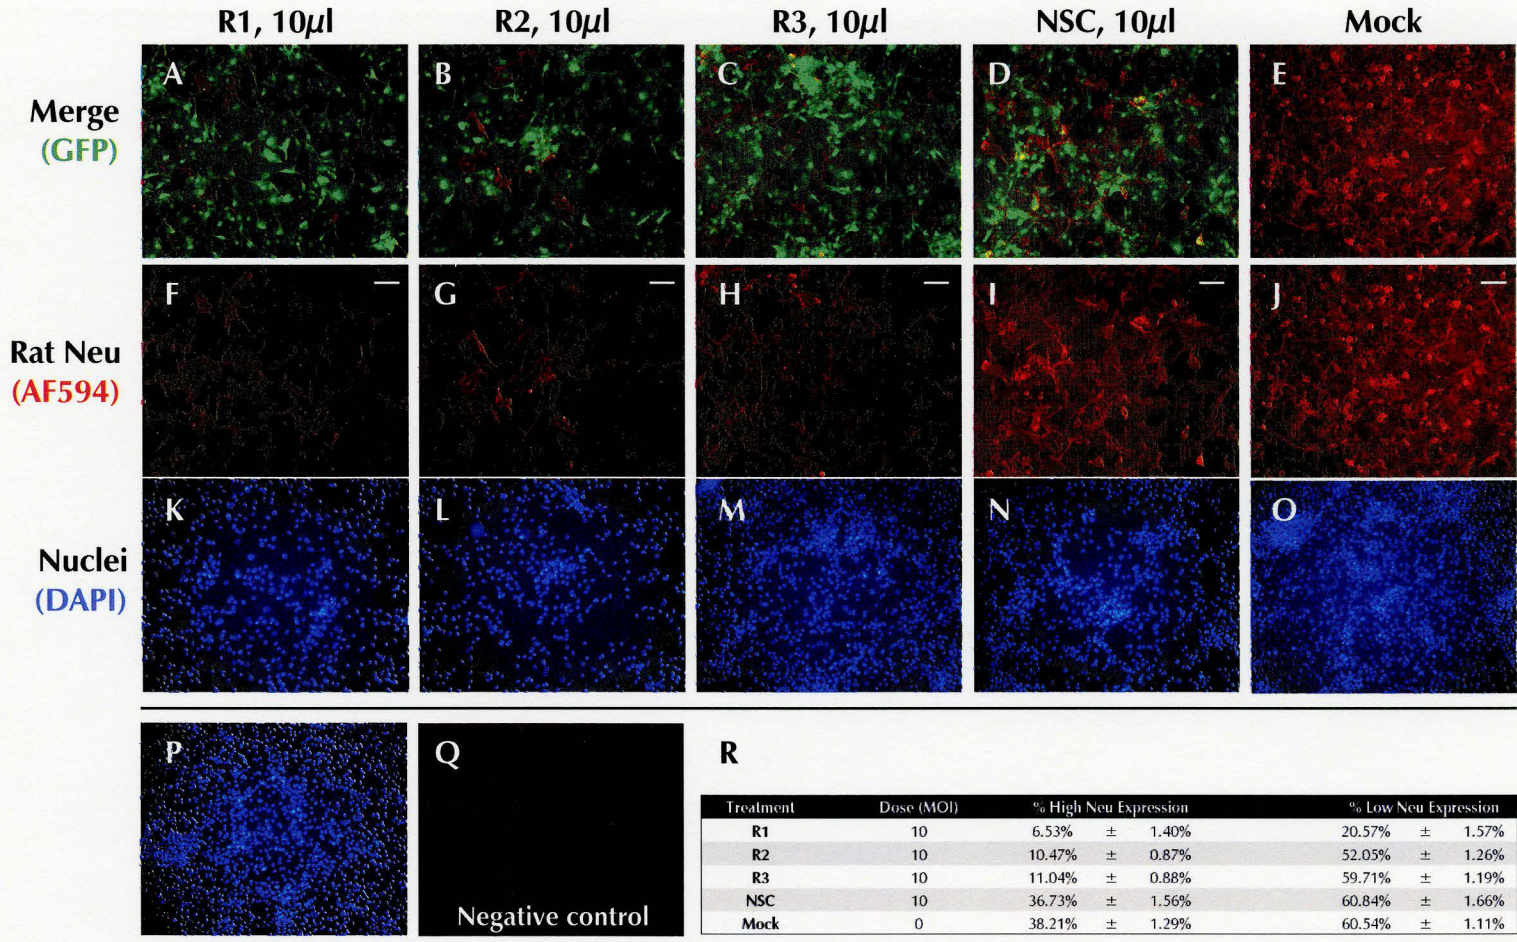 R1, 10µl R2, 10µl R3, 10µl NSC, 10µl Mock
Merge
(GFP)
A B C D E
Rat Neu
(AF594)
F G H I J
Nuclei
(DAPI)
K L M N O
P Q R
Negative control
Treatment Dose (MOI) % High Neu Expression % Low Neu Expression
R1 10 6.53% ± 1.40% 20.57% ± 1.57%
R2 10 10.47% ± 0.87% 52.05% ± 1.26%
R3 10 11.04% ± 0.88% 59.71% ± 1.19%
NSC 10 36.73% ± 1.56% 60.84% ± 1.66%
Mock 0 38.21% ± 1.29% 60.54% ± 1.11%